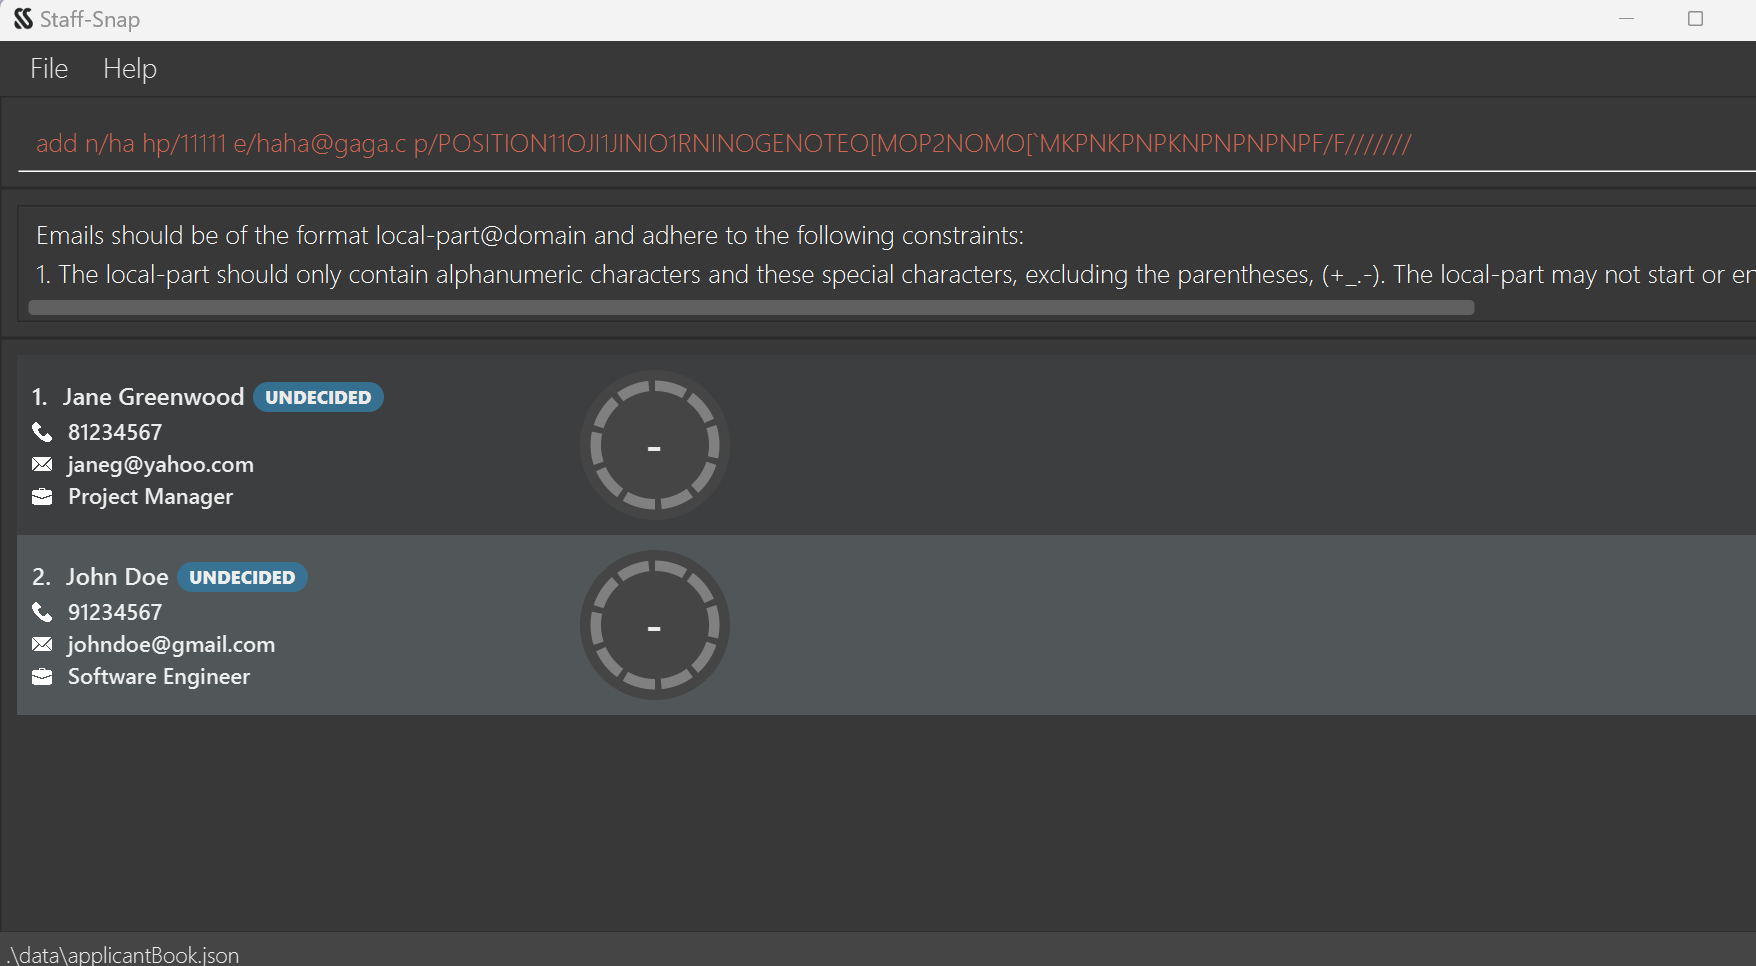 Staff-Snap
File Help
add n/ha hp/11111 e/haha@gaga.c p/POSITION11OJI1JINIO1RNINOGENOTEO[MOP2NOMO[`MKPNKPNPKNPNPNPNPF/F///////
Emails should be of the format local-part@domain and adhere to the following constraints:
1. The local-part should only contain alphanumeric characters and these special characters, excluding the parentheses, (+_.-). The local-part may not start or en
1. Jane Greenwood UNDECIDED
81234567
janeg@yahoo.com
Project Manager
-
2. John Doe UNDECIDED
91234567
johndoe@gmail.com
Software Engineer
-
.\data\applicantBook.json